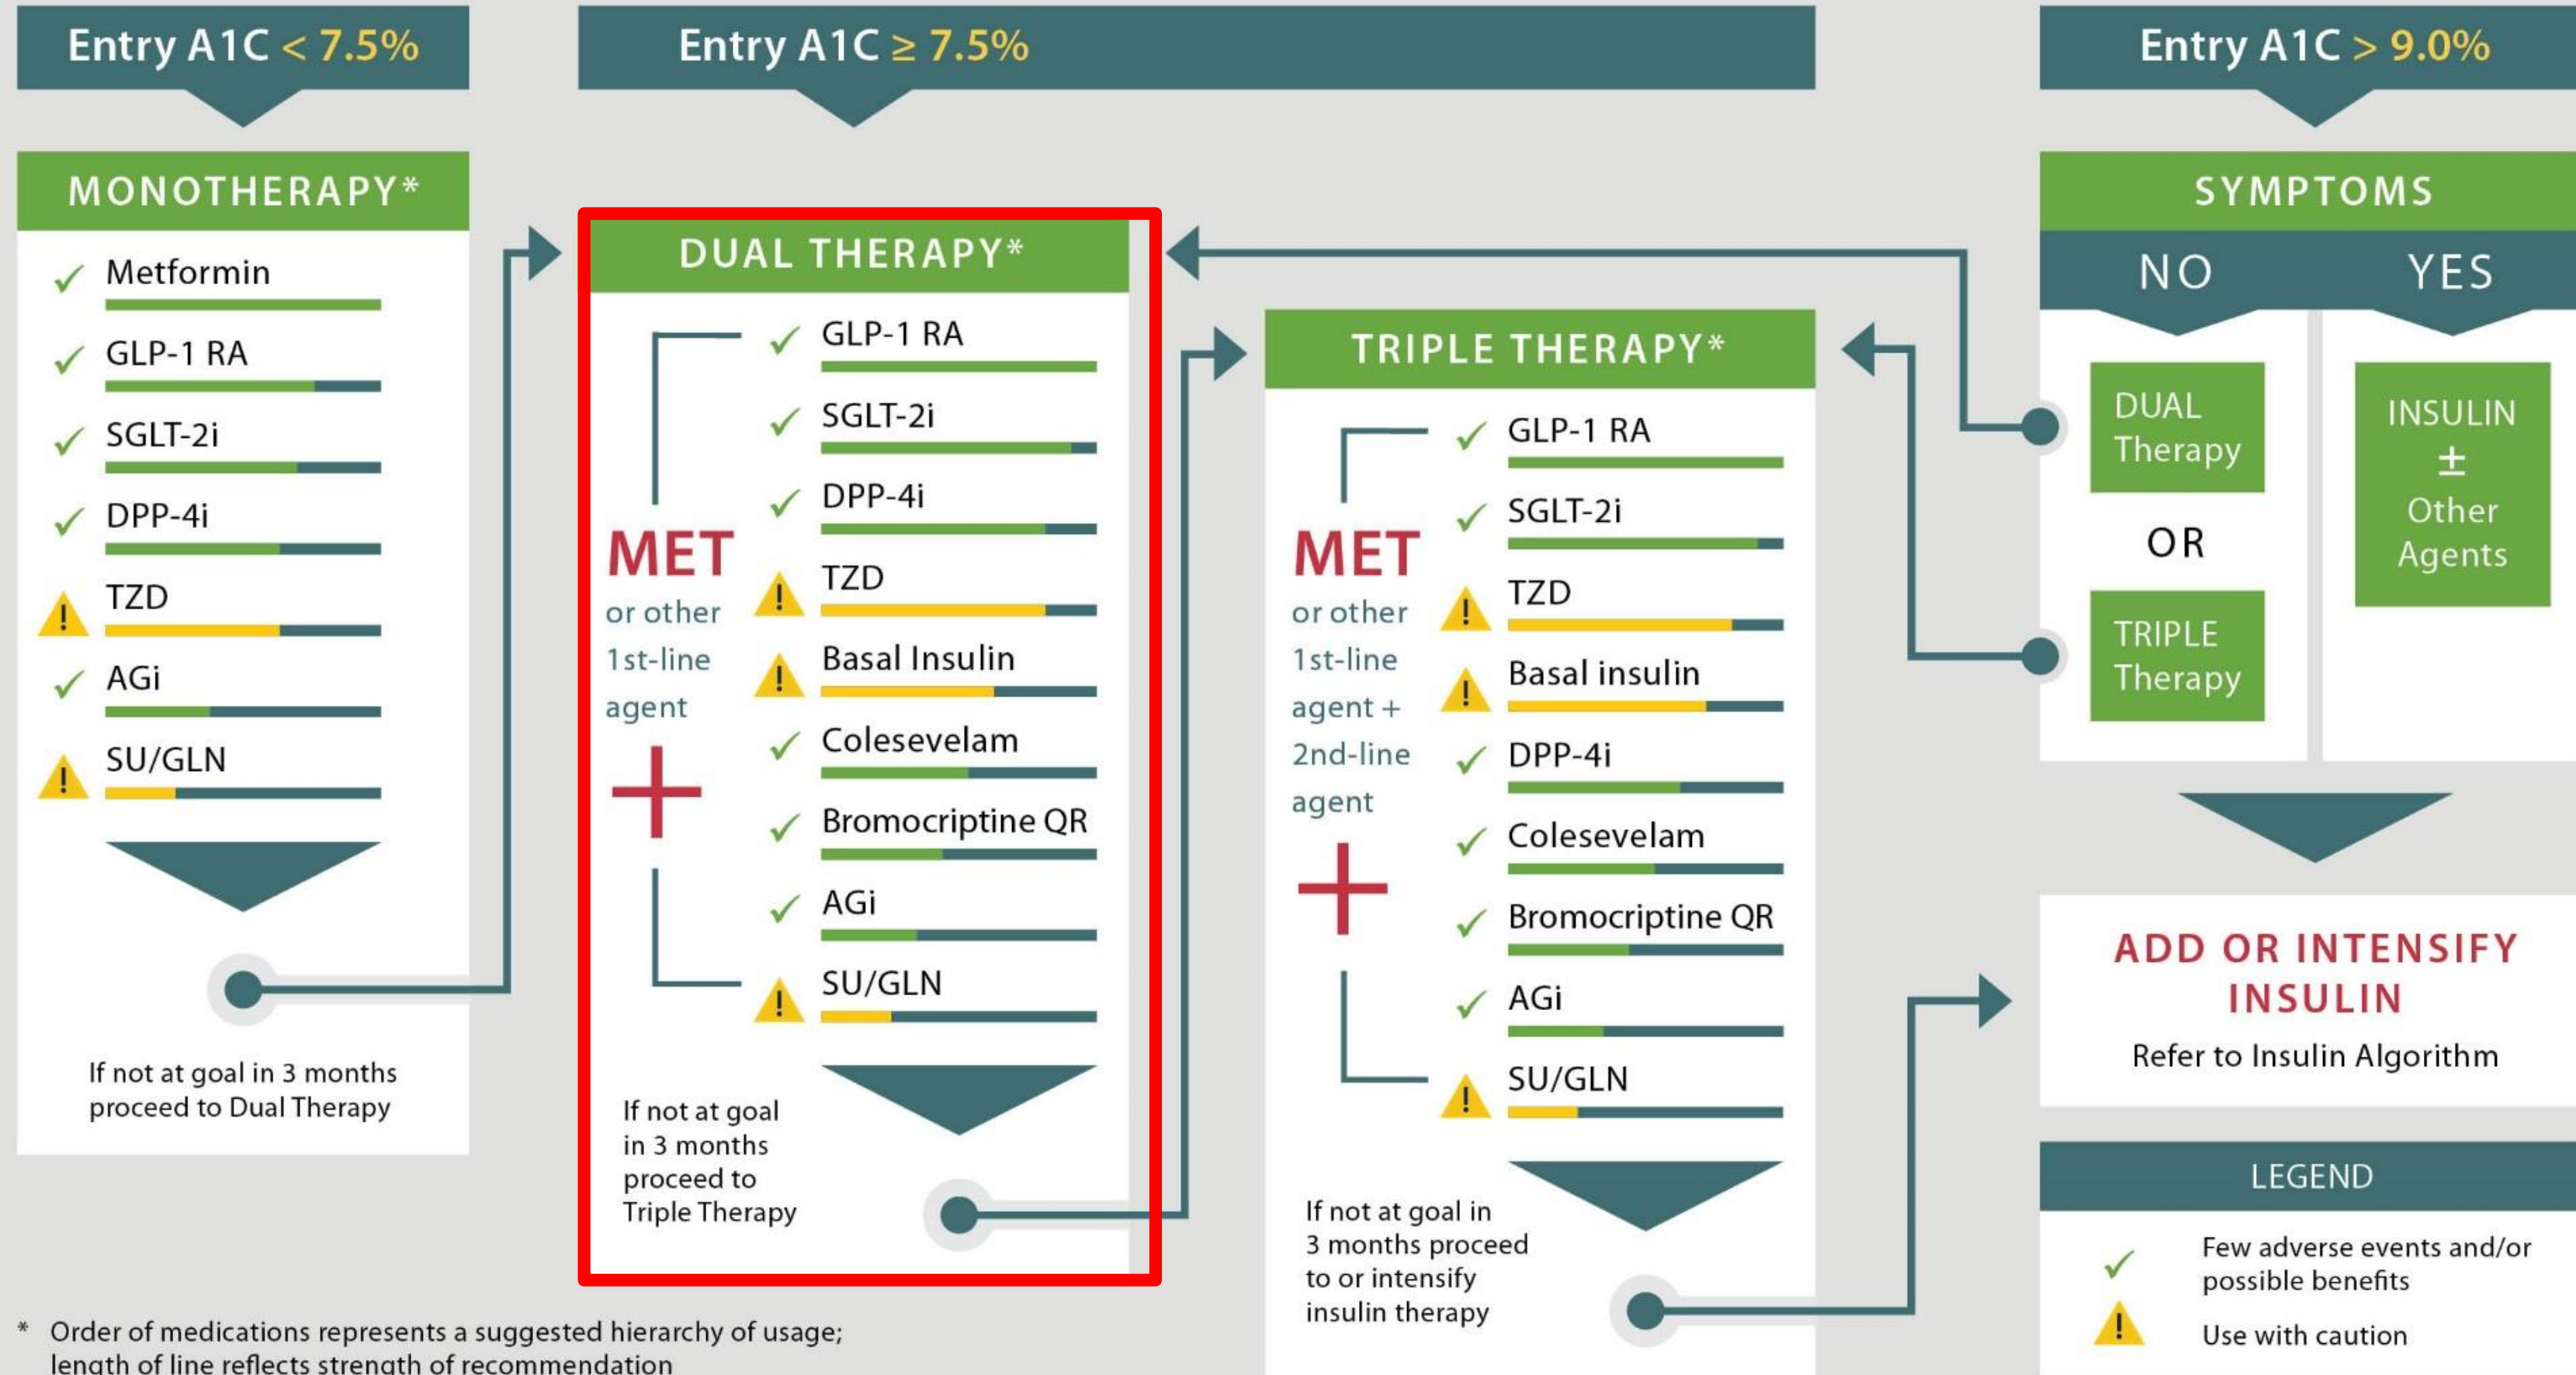 Entry A1C < 7.5%
MONOTHERAPY*
Metformin
GLP-1 RA
SGLT-2i
DPP-4i
TZD
AGi
SU/GLN
If not at goal in 3 months
proceed to Dual Therapy
Entry A1C ≥ 7.5%
DUAL THERAPY*
MET
or other
1st-line
agent
+
GLP-1 RA
SGLT-2i
DPP-4i
TZD
Basal Insulin
Colesevelam
Bromocriptine QR
AGi
SU/GLN
If not at goal
in 3 months
proceed to
Triple Therapy
TRIPLE THERAPY*
MET
or other
1st-line
agent +
2nd-line
agent
+
GLP-1 RA
SGLT-2i
TZD
Basal insulin
DPP-4i
Colesevelam
Bromocriptine QR
AGi
SU/GLN
If not at goal in
3 months proceed
to or intensify
insulin therapy
Entry A1C > 9.0%
SYMPTOMS
NO
DUAL
Therapy
OR
TRIPLE
Therapy
YES
INSULIN
±
Other
Agents
ADD OR INTENSIFY
INSULIN
Refer to Insulin Algorithm
LEGEND
Few adverse events and/or
possible benefits
! Use with caution
* Order of medications represents a suggested hierarchy of usage;
length of line reflects strength of recommendation